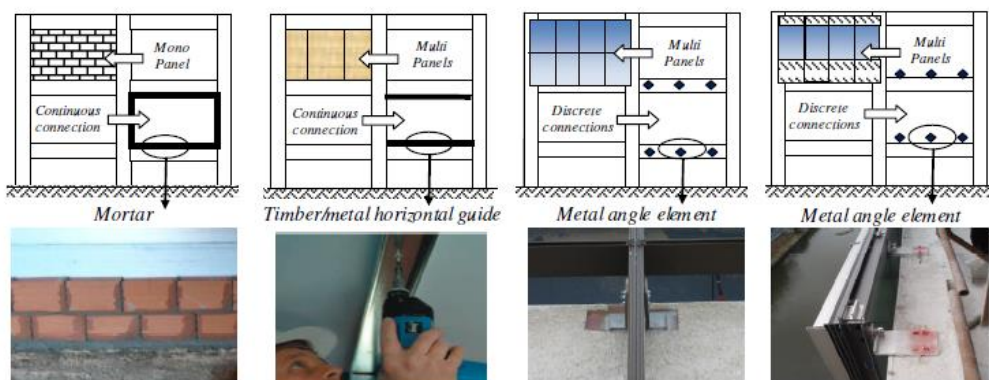 Mono
Panel
Continuous
connection
Mortar
Multi
Panels
Continuous
connection
Timber/metal horizontal guide
Multi
Panels
Discrete
connections
Metal angle element
Multi
Panels
Discrete
connections
Metal angle element